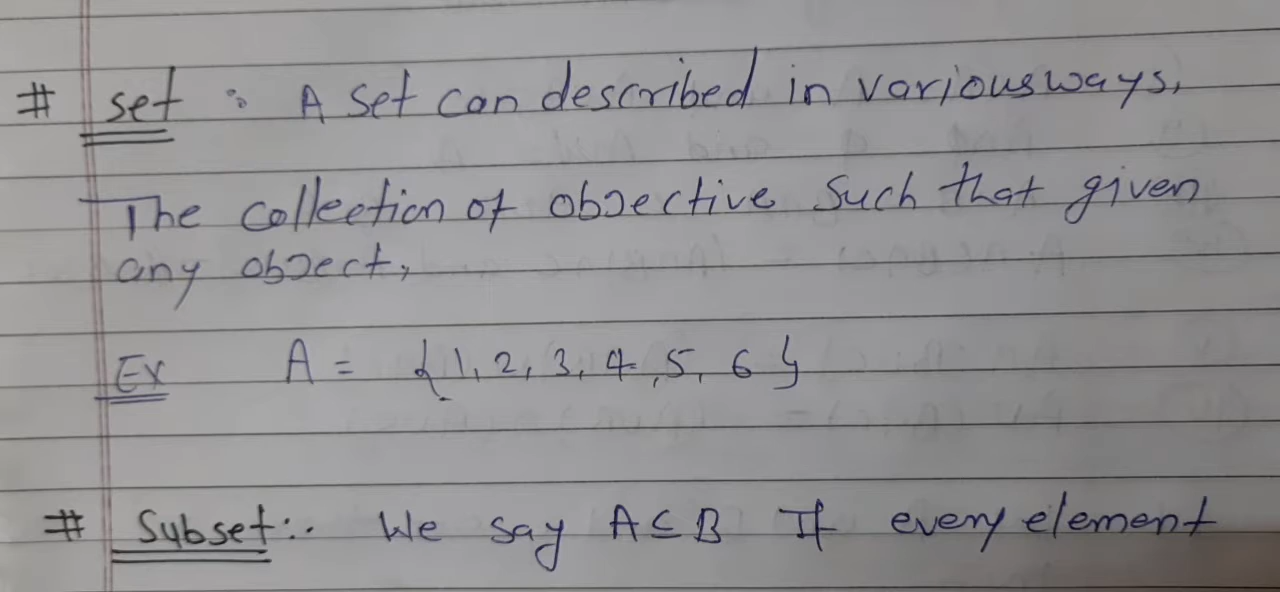 # set : A set can described in various ways,
The collection of objective such that given
any object,
Ex A = {1, 2, 3, 4, 5, 6}
# Subset :. We say A ⊆ B If every element